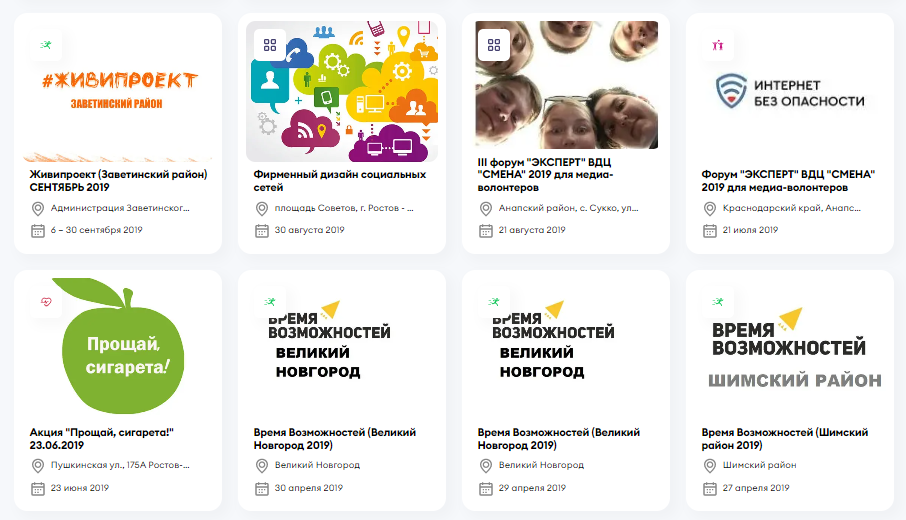 #ЖИВИПРОЕКТ
ЗАВЕТИНСКИЙ РАЙОН
Живипроект (Заветинский район)
СЕНТЯБРЬ 2019
Администрация Заветинског...
6 – 30 сентября 2019
Фирменный дизайн социальных
сетей
площадь Советов, г. Ростов - ...
30 августа 2019
III форум "ЭКСПЕРТ" ВДЦ
"СМЕНА" 2019 для медиа-
волонтеров
Анапский район, с. Сукко, ул...
21 августа 2019
ИНТЕРНЕТ
БЕЗ ОПАСНОСТИ
Форум "ЭКСПЕРТ" ВДЦ "СМЕНА"
2019 для медиа-волонтеров
Краснодарский край, Анапс...
21 июля 2019
Прощай,
сигарета!
Акция "Прощай, сигарета!"
23.06.2019
Пушкинская ул., 175А Ростов-...
23 июня 2019
ВРЕМЯ
ВОЗМОЖНОСТЕЙ
ВЕЛИКИЙ
НОВГОРОД
Время Возможностей (Великий
Новгород 2019)
Великий Новгород
30 апреля 2019
ВРЕМЯ
ВОЗМОЖНОСТЕЙ
ВЕЛИКИЙ
НОВГОРОД
Время Возможностей (Великий
Новгород 2019)
Великий Новгород
29 апреля 2019
ВРЕМЯ
ВОЗМОЖНОСТЕЙ
ШИМСКИЙ РАЙОН
Время Возможностей (Шимский
район 2019)
Шимский район
27 апреля 2019